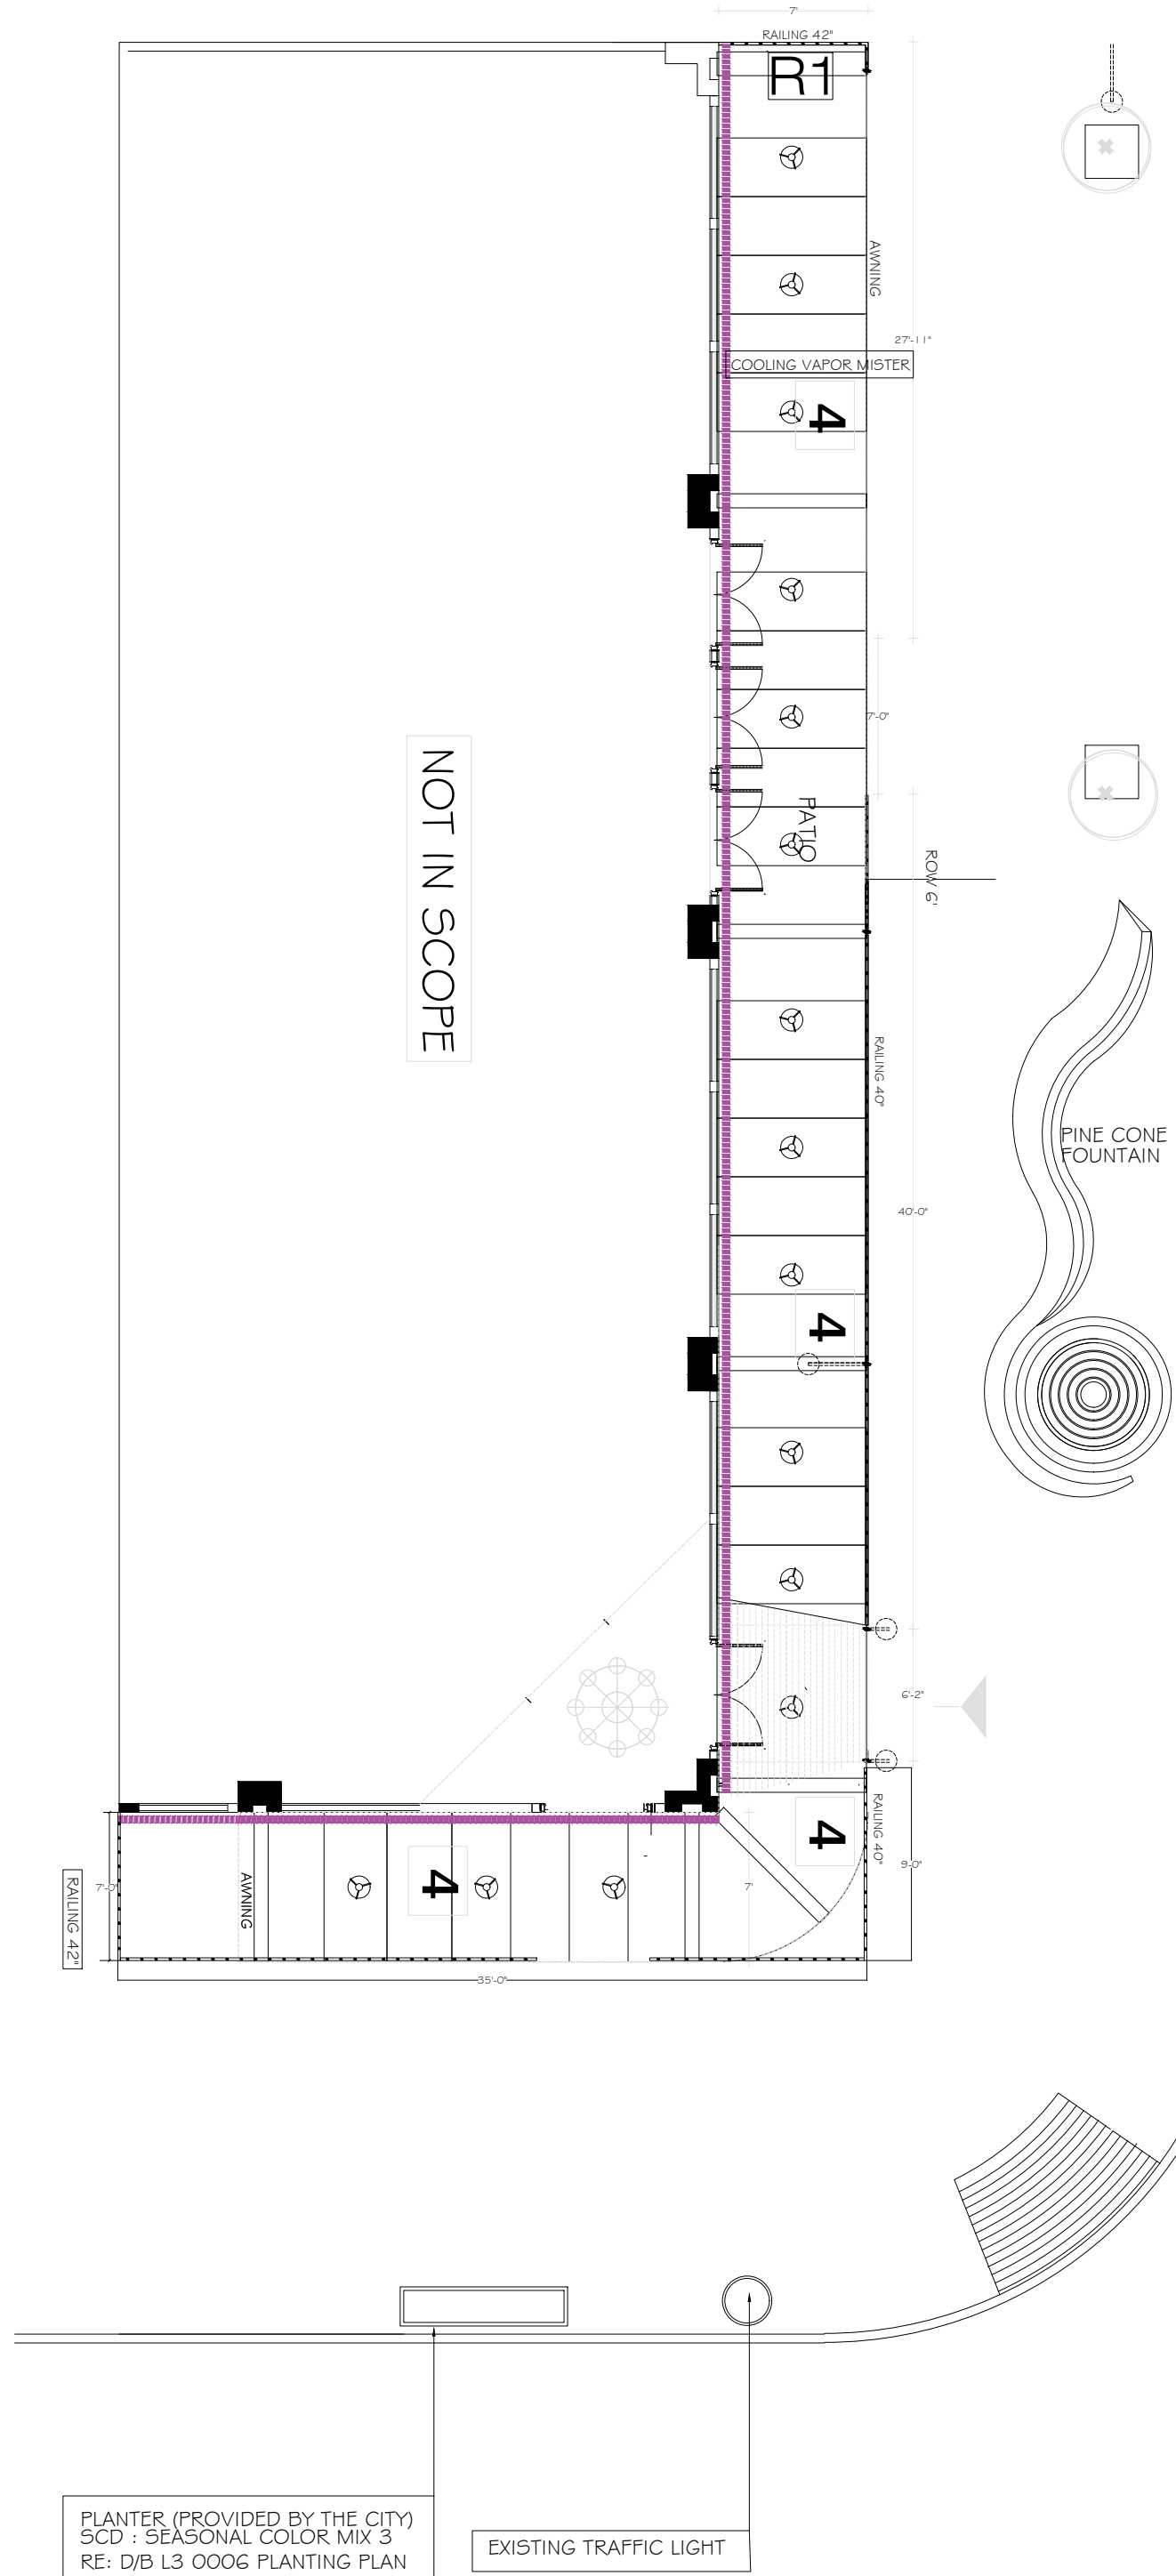 7'
RAILING 42"
R1
AWNING
27'-11"
COOLING VAPOR MISTER
4
7'-0"
NOT IN SCOPE
PATIO
ROW 6'
RAILING 40"
PINE CONE
FOUNTAIN
40'-0"
4
6'-2"
4
RAILING 40"
9'-0"
RAILING 42"
7'-0"
AWNING
4
7'
35'-0"
PLANTER (PROVIDED BY THE CITY)
SCD : SEASONAL COLOR MIX 3
RE: D/B L3 0006 PLANTING PLAN
EXISTING TRAFFIC LIGHT